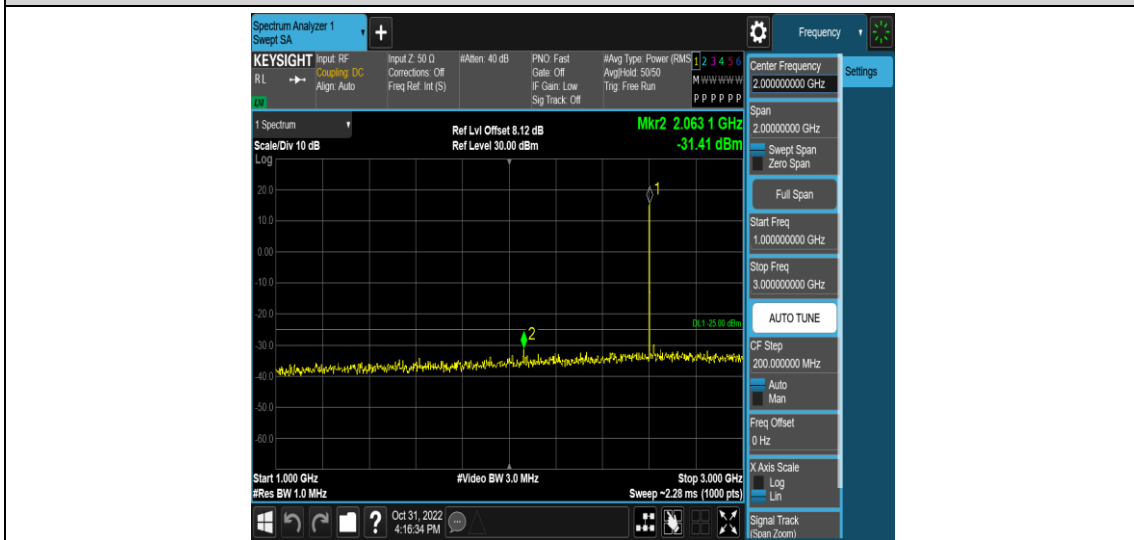 Spectrum Analyzer 1
Swept SA
Frequency
KEYSIGHT
RL
LXI
Input: RF
Coupling: DC
Align: Auto
Input Z: 50 Ω
Corrections: Off
Freq Ref: Int (S)
#Atten: 40 dB
PNO: Fast
Gate: Off
IF Gain: Low
Sig Track: Off
#Avg Type: Power (RMS
Avg|Hold: 50/50
Trig: Free Run
1 2 3 4 5 6
M W W W W W
P P P P P P
1 Spectrum
Ref Lvl Offset 8.12 dB
Mkr2 2.063 1 GHz
Scale/Div 10 dB
Ref Level 30.00 dBm
-31.41 dBm
Log
20.0
10.0
0.00
-10.0
-20.0
-30.0
-40.0
-50.0
-60.0
1
2
DL1 -25.00 dBm
Start 1.000 GHz
#Video BW 3.0 MHz
Stop 3.000 GHz
#Res BW 1.0 MHz
Sweep ~2.28 ms (1000 pts)
?
Oct 31, 2022
4:16:34 PM
Center Frequency
2.000000000 GHz
Settings
Span
2.00000000 GHz
Swept Span
Zero Span
Full Span
Start Freq
1.000000000 GHz
Stop Freq
3.000000000 GHz
AUTO TUNE
CF Step
200.000000 MHz
Auto
Man
Freq Offset
0 Hz
X Axis Scale
Log
Lin
Signal Track
(Span Zoom)